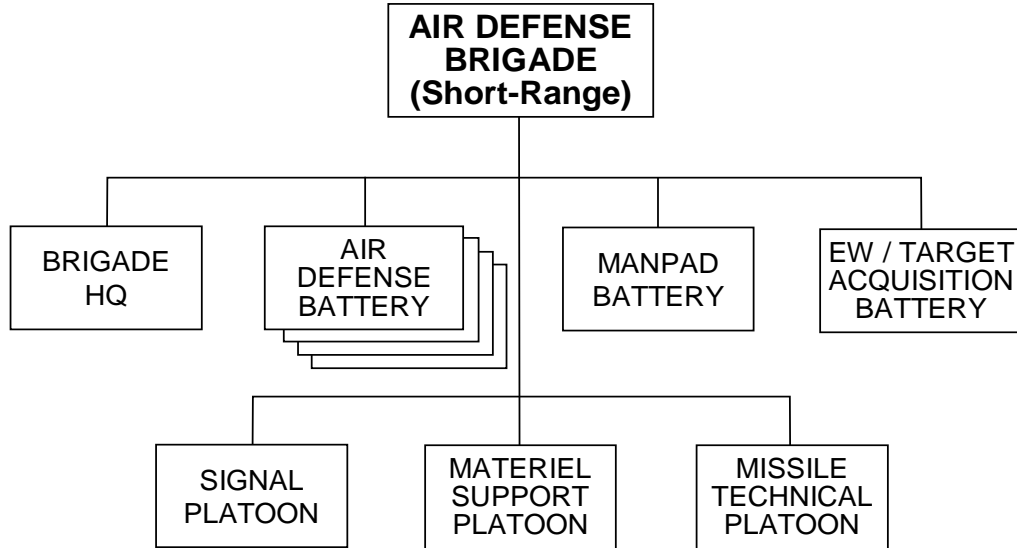 AIR DEFENSE
BRIGADE
(Short-Range)
BRIGADE
HQ
AIR
DEFENSE
BATTERY
MANPAD
BATTERY
EW / TARGET
ACQUISITION
BATTERY
SIGNAL
PLATOON
MATERIEL
SUPPORT
PLATOON
MISSILE
TECHNICAL
PLATOON